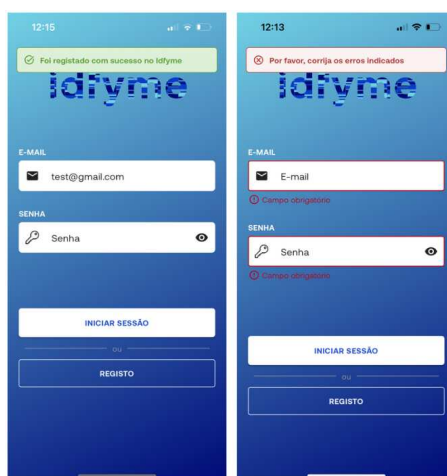 12:15
Foi registado com sucesso no Idfyme
idfyme
E-MAIL
test@gmail.com
SENHA
Senha
INICIAR SESSÃO
ou
REGISTO
12:13
Por favor, corrija os erros indicados
idfyme
E-MAIL
E-mail
Campo obrigatório
SENHA
Senha
Campo obrigatório
INICIAR SESSÃO
ou
REGISTO